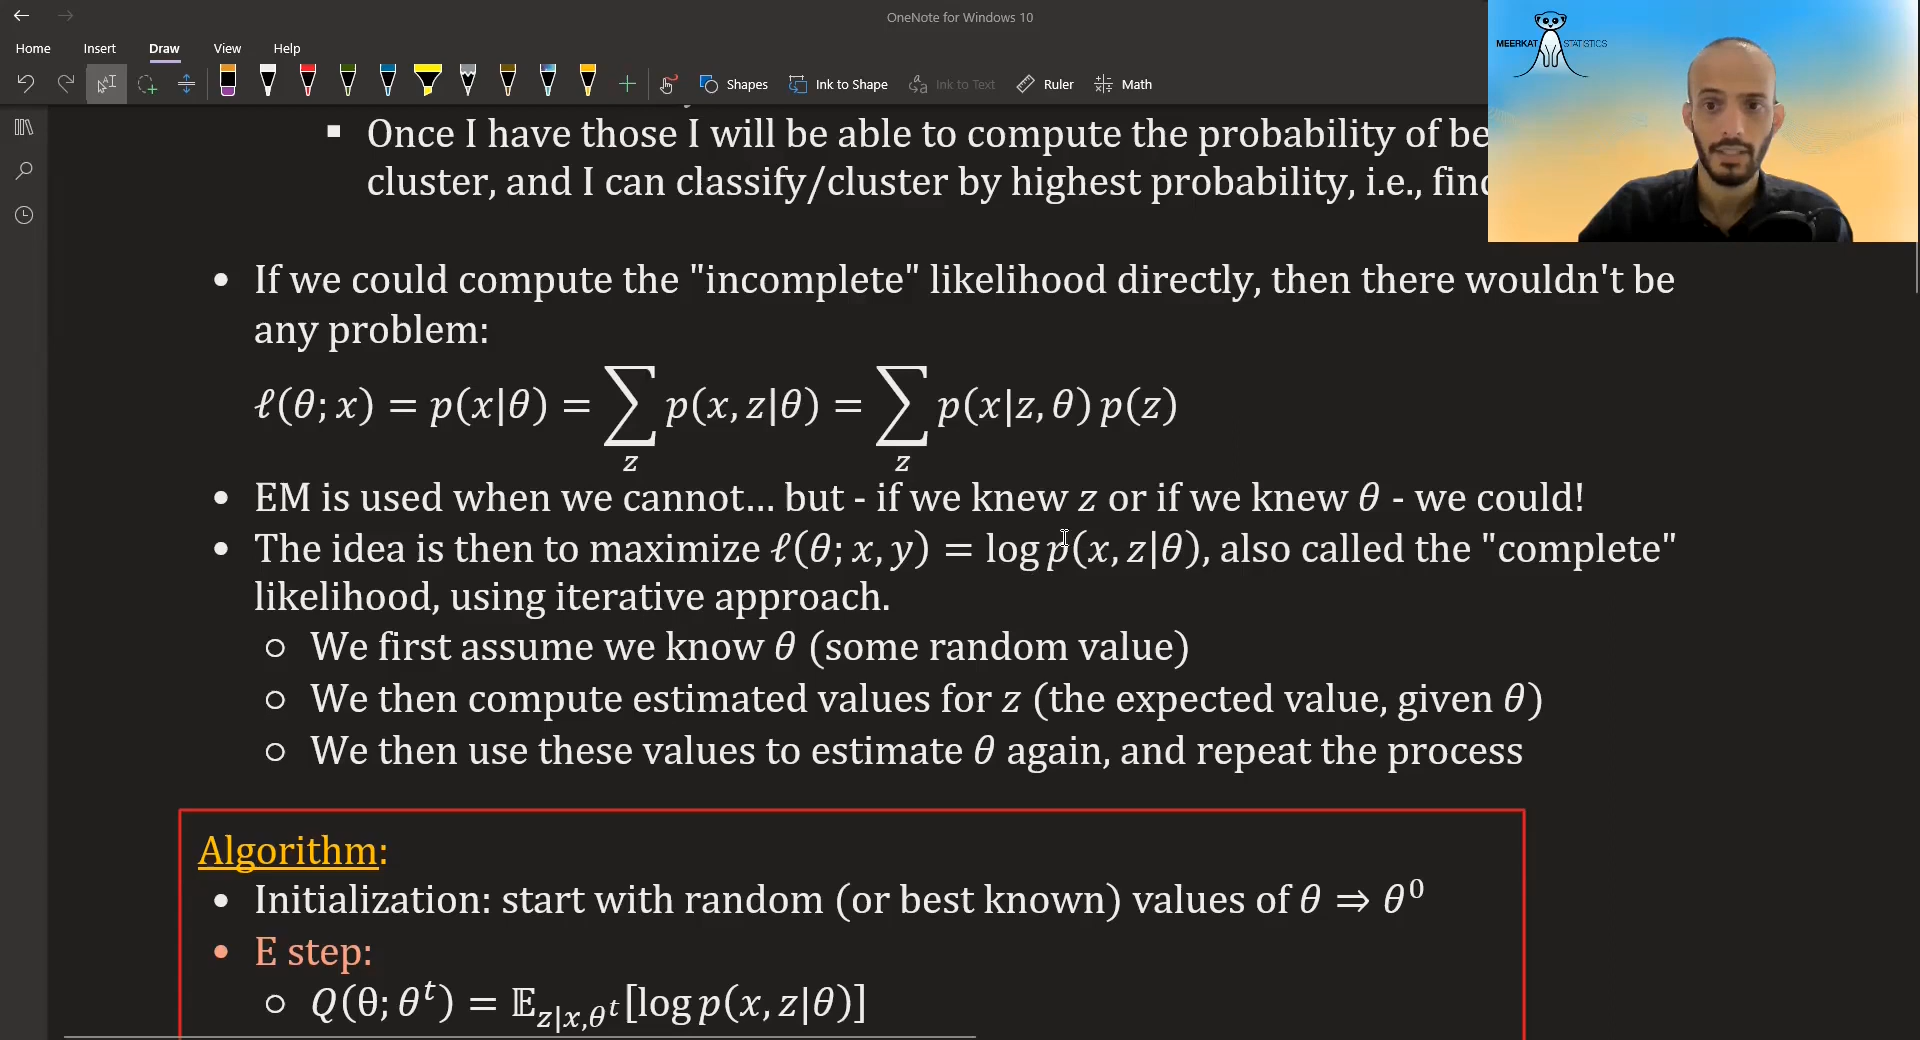 OneNote for Windows 10
MEERKAT STATISTICS
Home Insert Draw View Help
Shapes Ink to Shape Ink to Text Ruler Math
Once I have those I will be able to compute the probability of be
cluster, and I can classify/cluster by highest probability, i.e., find
• If we could compute the "incomplete" likelihood directly, then there wouldn't be
any problem:
ℓ(θ; x) = p(x|θ) = ∑_z p(x, z|θ) = ∑_z p(x|z, θ) p(z)
• EM is used when we cannot... but - if we knew z or if we knew θ - we could!
• The idea is then to maximize ℓ(θ; x, y) = log p(x, z|θ), also called the "complete"
likelihood, using iterative approach.
○ We first assume we know θ (some random value)
○ We then compute estimated values for z (the expected value, given θ)
○ We then use these values to estimate θ again, and repeat the process
Algorithm:
• Initialization: start with random (or best known) values of θ ⇒ θ⁰
• E step:
○ Q(θ; θᵗ) = 𝔼_{z|x,θᵗ}[log p(x, z|θ)]